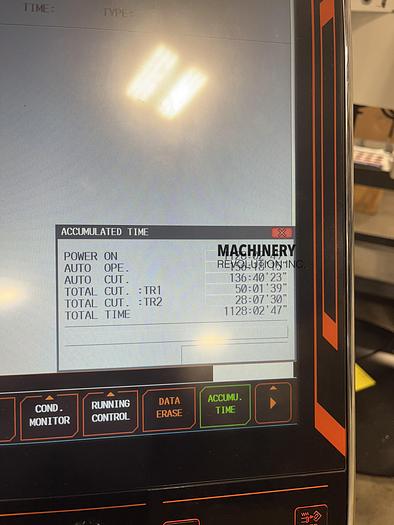 TIME: TYPE:
ACCUMULATED TIME
MACHINERY
REVOLUTION INC.
POWER ON
AUTO OPE.
AUTO CUT. 136:40'23"
TOTAL CUT. :TR1 50:01'39"
TOTAL CUT. :TR2 28:07'30"
TOTAL TIME 1128:02'47"
COND.
MONITOR
RUNNING
CONTROL
DATA
ERASE
ACCUMU.
TIME